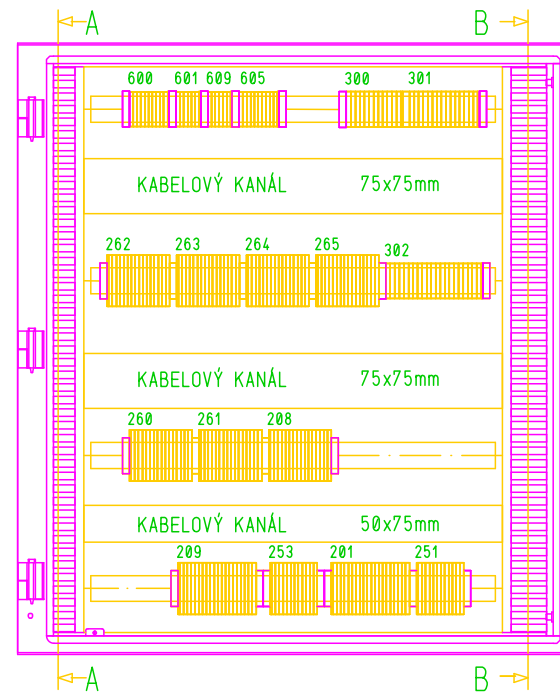 A B
600 601 609 605 300 301
KABELOVÝ KANÁL 75x75mm
262 263 264 265 302
KABELOVÝ KANÁL 75x75mm
260 261 208
KABELOVÝ KANÁL 50x75mm
209 253 201 251
A B